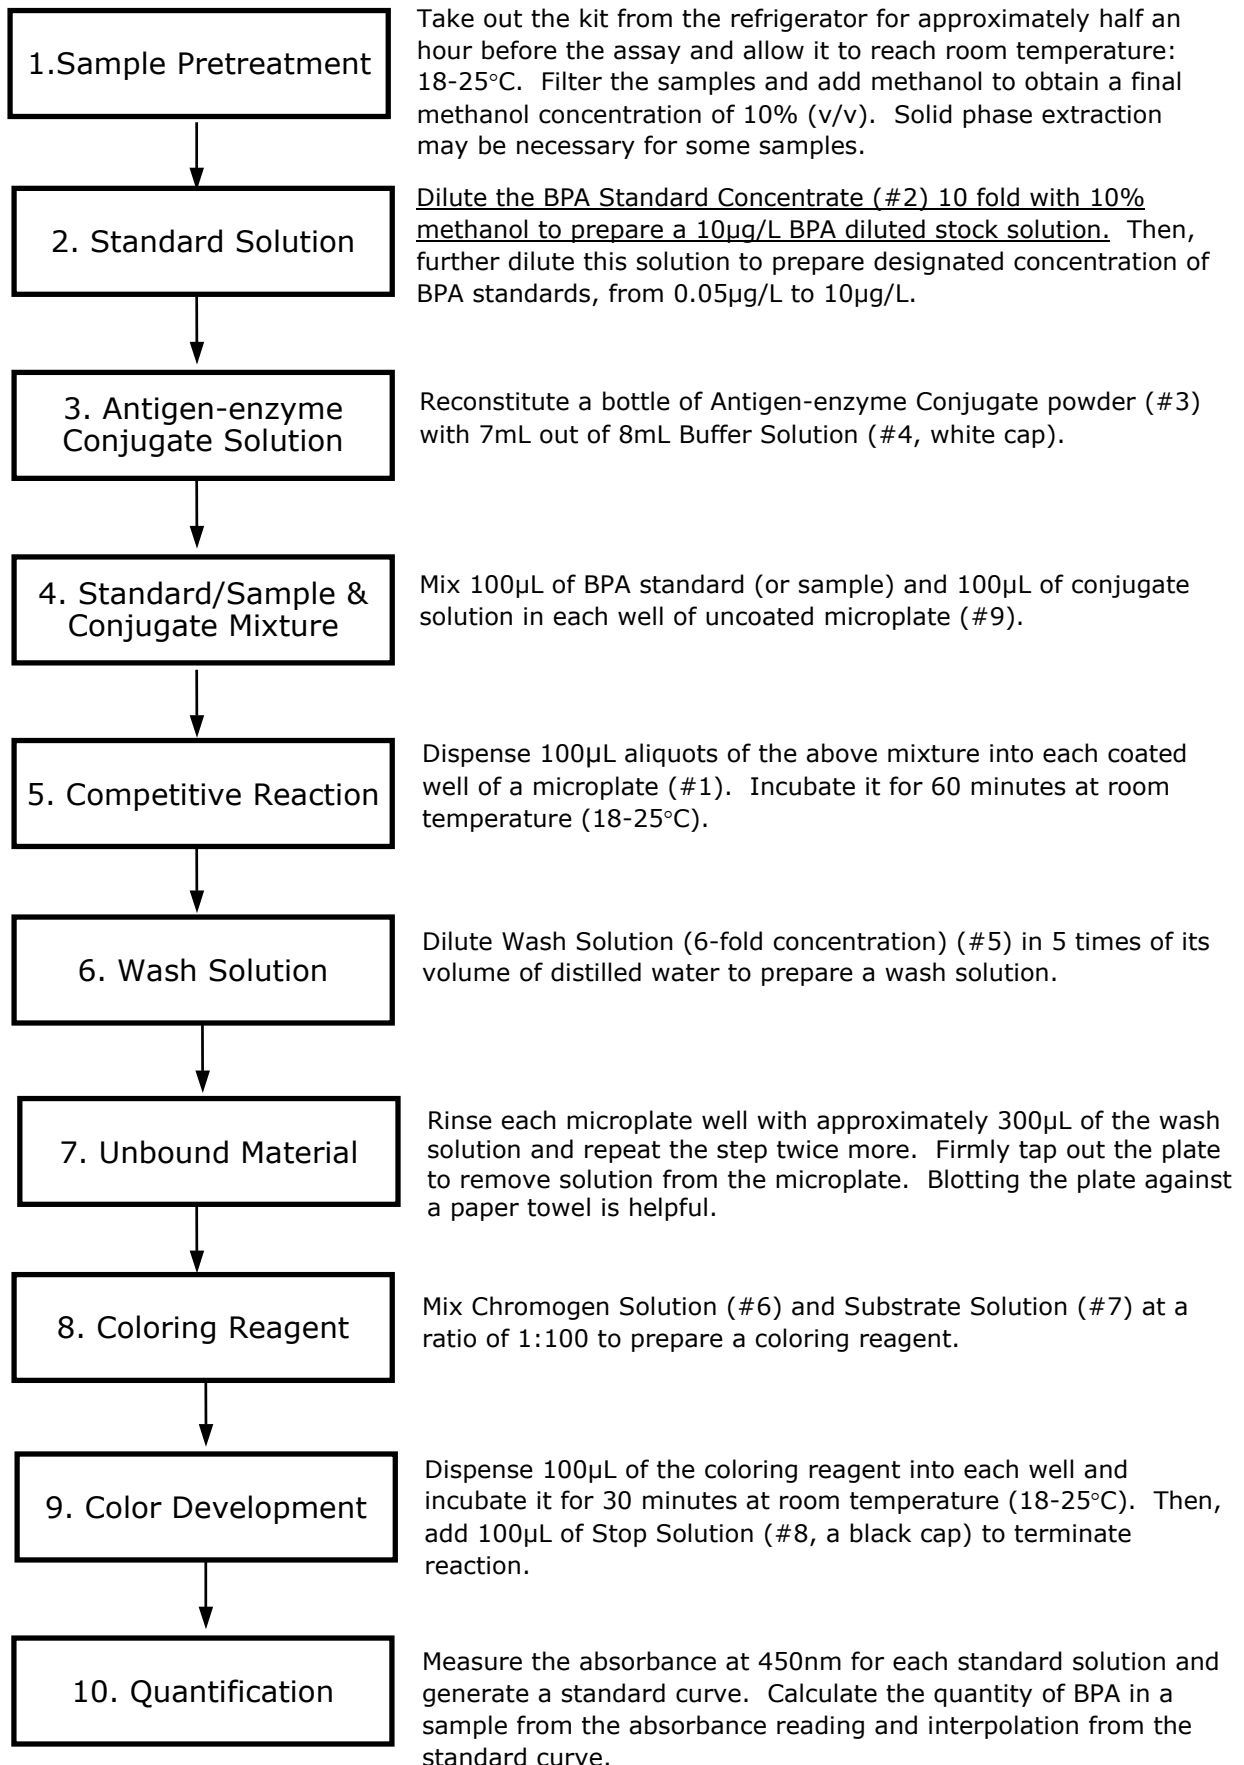 1.Sample Pretreatment
Take out the kit from the refrigerator for approximately half an
hour before the assay and allow it to reach room temperature:
18-25°C.  Filter the samples and add methanol to obtain a final
methanol concentration of 10% (v/v).  Solid phase extraction
may be necessary for some samples.
2. Standard Solution
Dilute the BPA Standard Concentrate (#2) 10 fold with 10%
methanol to prepare a 10µg/L BPA diluted stock solution.  Then,
further dilute this solution to prepare designated concentration of
BPA standards, from 0.05µg/L to 10µg/L.
3. Antigen-enzyme
Conjugate Solution
Reconstitute a bottle of Antigen-enzyme Conjugate powder (#3)
with 7mL out of 8mL Buffer Solution (#4, white cap).
4. Standard/Sample &
Conjugate Mixture
Mix 100µL of BPA standard (or sample) and 100µL of conjugate
solution in each well of uncoated microplate (#9).
5. Competitive Reaction
Dispense 100µL aliquots of the above mixture into each coated
well of a microplate (#1).  Incubate it for 60 minutes at room
temperature (18-25°C).
6. Wash Solution
Dilute Wash Solution (6-fold concentration) (#5) in 5 times of its
volume of distilled water to prepare a wash solution.
7. Unbound Material
Rinse each microplate well with approximately 300µL of the wash
solution and repeat the step twice more.  Firmly tap out the plate
to remove solution from the microplate.  Blotting the plate against
a paper towel is helpful.
8. Coloring Reagent
Mix Chromogen Solution (#6) and Substrate Solution (#7) at a
ratio of 1:100 to prepare a coloring reagent.
9. Color Development
Dispense 100µL of the coloring reagent into each well and
incubate it for 30 minutes at room temperature (18-25°C).  Then,
add 100µL of Stop Solution (#8, a black cap) to terminate
reaction.
10. Quantification
Measure the absorbance at 450nm for each standard solution and
generate a standard curve.  Calculate the quantity of BPA in a
sample from the absorbance reading and interpolation from the
standard curve.